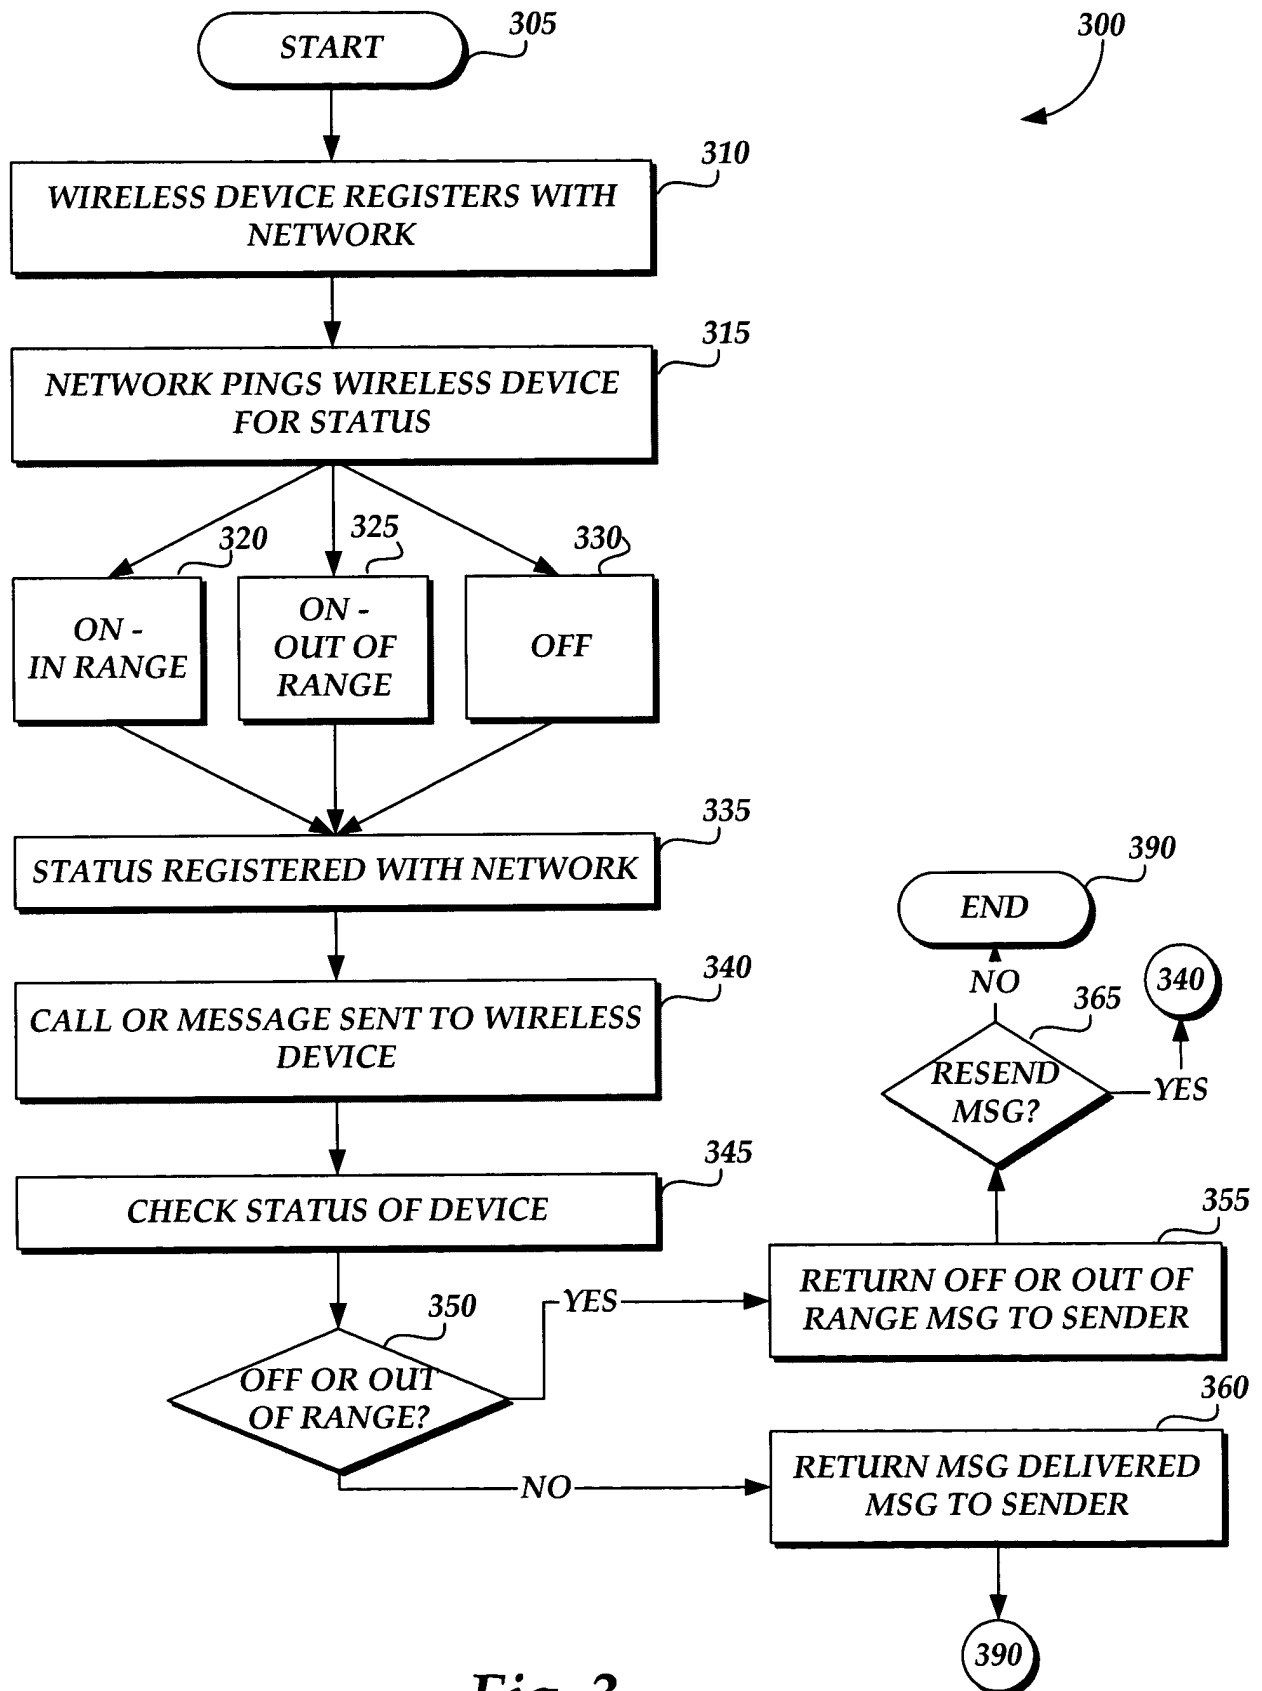 START
305
300
310
WIRELESS DEVICE REGISTERS WITH
NETWORK
315
NETWORK PINGS WIRELESS DEVICE
FOR STATUS
320
325
330
ON -
IN RANGE
ON -
OUT OF
RANGE
OFF
335
STATUS REGISTERED WITH NETWORK
340
CALL OR MESSAGE SENT TO WIRELESS
DEVICE
345
CHECK STATUS OF DEVICE
350
OFF OR OUT
OF RANGE?
YES
NO
355
RETURN OFF OR OUT OF
RANGE MSG TO SENDER
360
RETURN MSG DELIVERED
MSG TO SENDER
390
365
RESEND
MSG?
YES
340
NO
END
390
Fig. 3